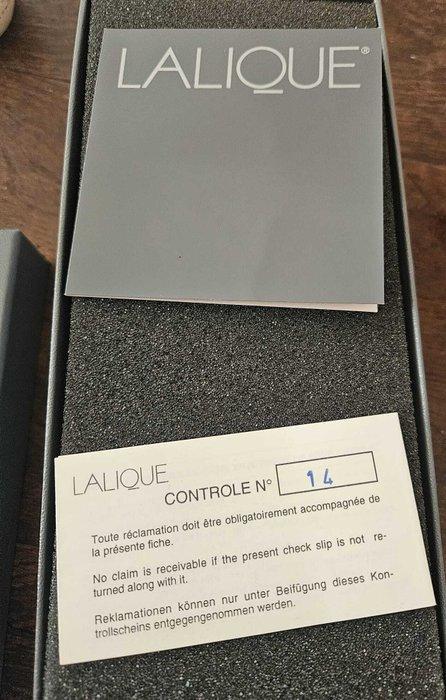 LALIQUE®
LALIQUE
CONTROLE N° 14
Toute réclamation doit être obligatoirement accompagnée de
la présente fiche.
No claim is receivable if the present check slip is not re-
turned along with it.
Reklamationen können nur unter Beifügung dieses Kon-
trollscheins entgegengenommen werden.